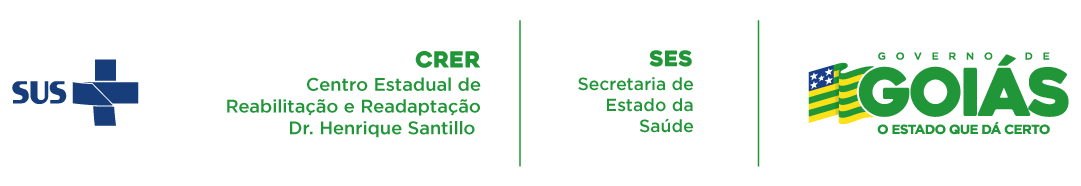 SUS
CRER
Centro Estadual de
Reabilitação e Readaptação
Dr. Henrique Santillo
SES
Secretaria de
Estado da
Saúde
GOVERNO DE
GOIÁS
O ESTADO QUE DÁ CERTO